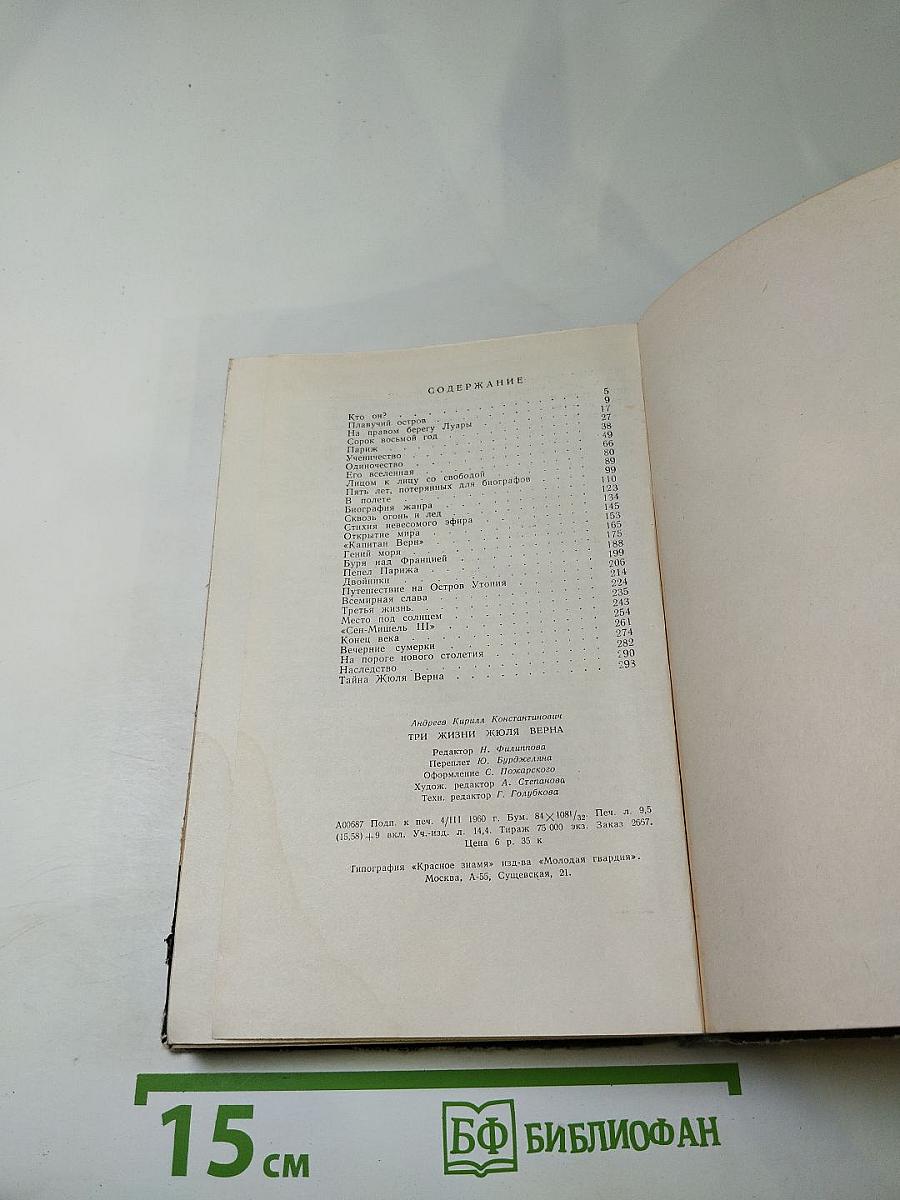 СОДЕРЖАНИЕ
Кто он? 5
Плавучий остров 9
На правом берегу Луары 17
Сорок восьмой год 27
Париж 38
Ученичество 49
Одиночество 66
Его вселенная 80
Лицом к лицу со свободой 89
Пять лет, потерянных для биографов 99
В полете 110
Биография жанра 123
Сквозь огонь и лед 134
Стихия невесомого эфира 145
Открытие мира 153
«Капитан Верн» 165
Гений моря 175
Буря над Францией 188
Пепел Парижа 199
Двойники 206
Путешествие на Остров Утопия 214
Всемирная слава 224
Третья жизнь 235
Место под солнцем 243
«Сен-Мишель III» 254
Конец века 261
Вечерние сумерки 274
На пороге нового столетия 282
Наследство 290
Тайна Жюля Верна 293
Андреев Кирилл Константинович
ТРИ ЖИЗНИ ЖЮЛЯ ВЕРНА
Редактор Н. Филиппова
Переплет Ю. Бурджеляна
Оформление С. Пожарского
Худож. редактор А. Степанова
Техн. редактор Г. Голубкова
А00687 Подп. к печ. 4/III 1960 г. Бум. 84×108 1/32. Печ. л. 9,5
(15,58)+9 вкл. Уч.-изд. л. 14,4. Тираж 75 000 экз. Заказ 2667.
Цена 6 р. 35 к
Типография «Красное знамя» изд-ва «Молодая гвардия».
Москва, А-55, Сущевская, 21.
15 см
БФ БИБЛИОФАН